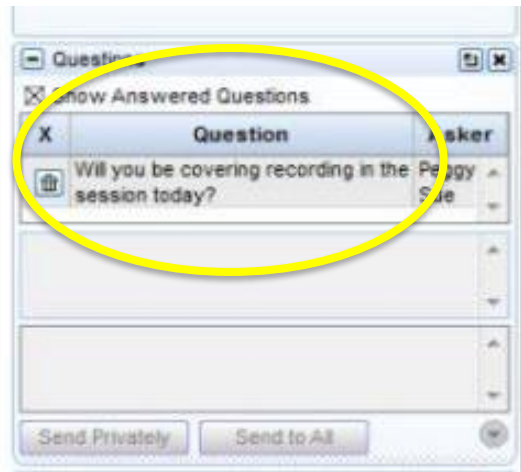 Questions
Show Answered Questions
X Question Asker
Will you be covering recording in the Peggy
session today? Sue
Send Privately Send to All